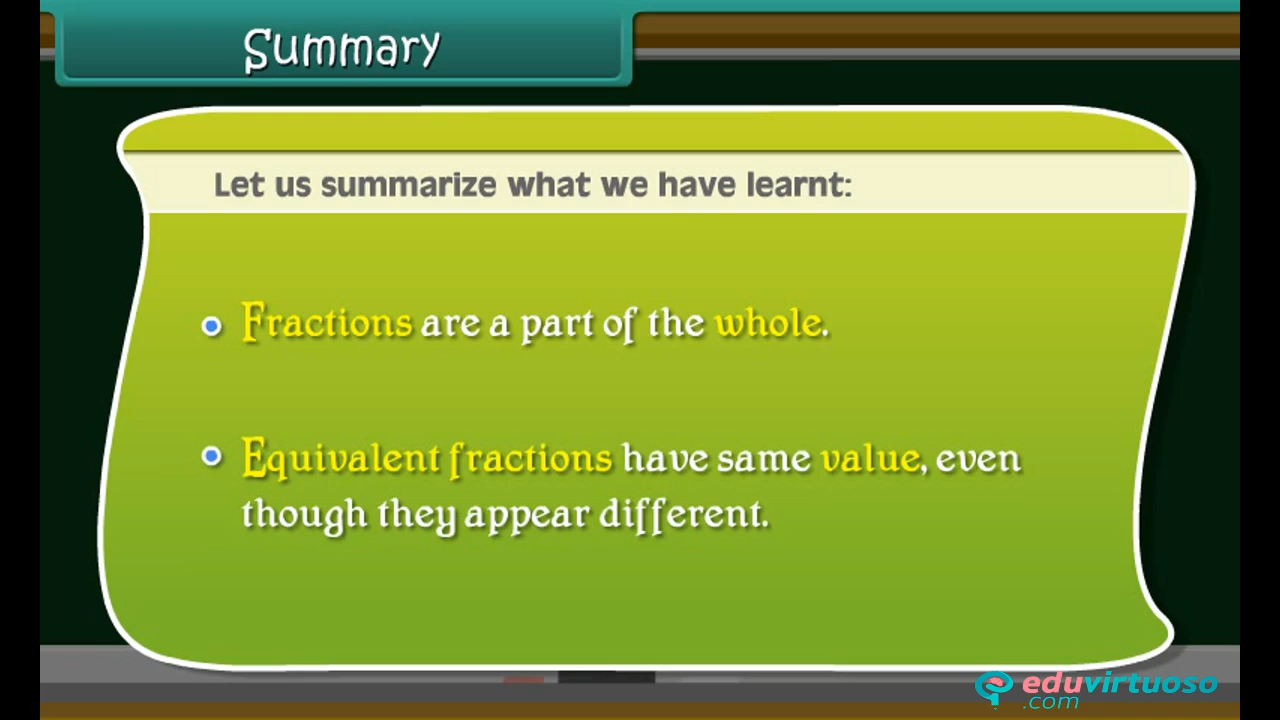 Summary
Let us summarize what we have learnt:
Fractions are a part of the whole.
Equivalent fractions have same value, even
though they appear different.
eduvirtuoso
.com